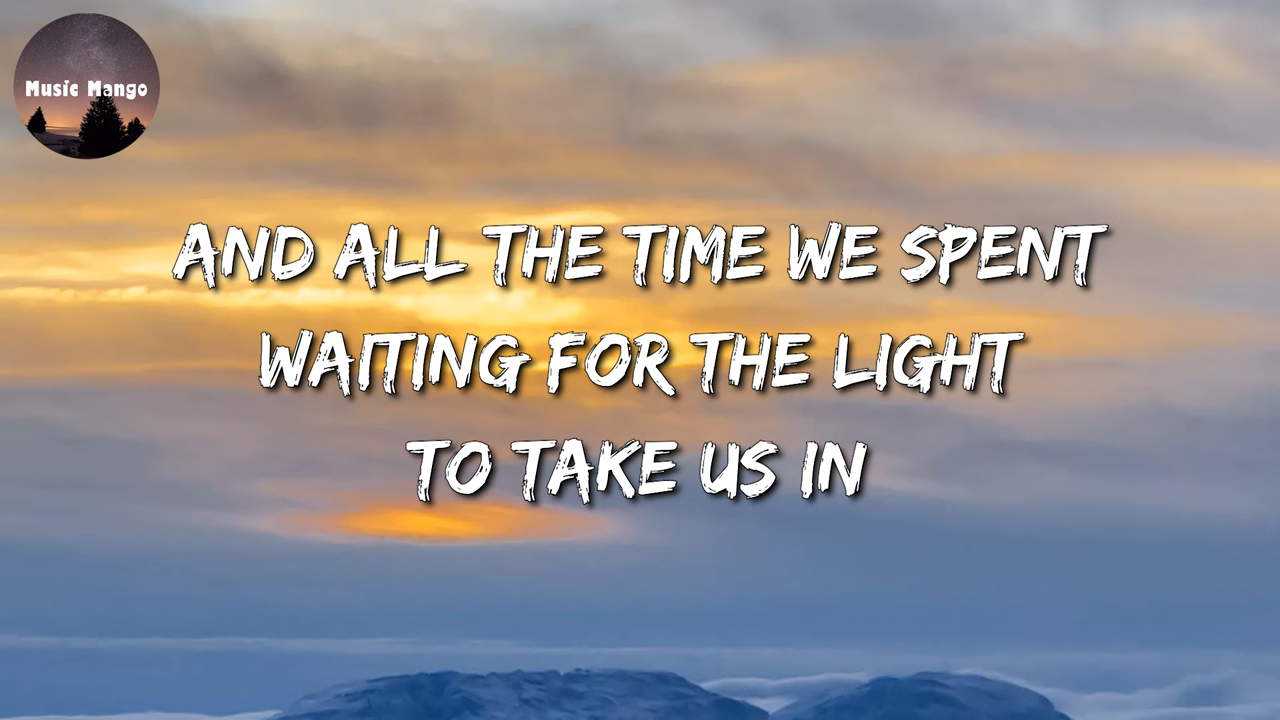 Music Mango
AND ALL THE TIME WE SPENT
WAITING FOR THE LIGHT
TO TAKE US IN